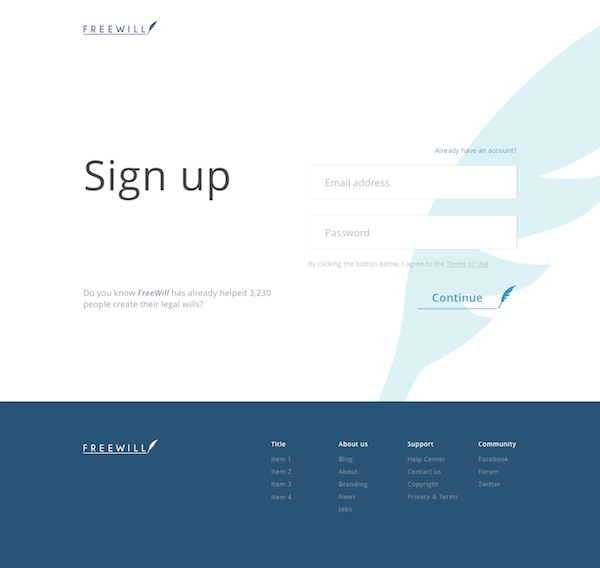 FREEWILL
Already have an account?
Sign up
Email address
Password
By clicking the button below, I agree to the Terms of Use.
Do you know FreeWill has already helped 3,230
people create their legal wills?
Continue
FREEWILL
Title
Item 1
Item 2
Item 3
Item 4
About us
Blog
About
Branding
News
Jobs
Support
Help Center
Contact us
Copyright
Privacy & Terms
Community
Facebook
Forum
Twitter